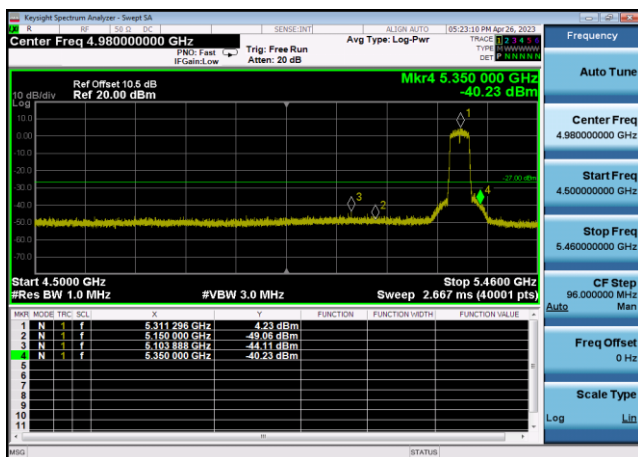 Keysight Spectrum Analyzer - Swept SA
R RF 50 Ω DC SENSE:INT ALIGN AUTO 05:23:10 PM Apr 26, 2023
Center Freq 4.980000000 GHz
PNO: Fast
IFGain:Low
Trig: Free Run
Atten: 20 dB
Avg Type: Log-Pwr
TRACE 1 2 3 4 5 6
TYPE M W W W W W
DET P N N N N N
Ref Offset 10.5 dB
10 dB/div Ref 20.00 dBm
Log
Mkr4 5.350 000 GHz
-40.23 dBm
10.0
0.00
-10.0
-20.0
-30.0
-40.0
-50.0
-60.0
-70.0
1
-27.00 dBm
3
2
4
Start 4.5000 GHz Stop 5.4600 GHz
#Res BW 1.0 MHz #VBW 3.0 MHz Sweep 2.667 ms (40001 pts)
MKR MODE TRC SCL X Y FUNCTION FUNCTION WIDTH FUNCTION VALUE
1 N 1 f 5.311 296 GHz 4.23 dBm
2 N 1 f 5.150 000 GHz -49.06 dBm
3 N 1 f 5.103 888 GHz -44.11 dBm
4 N 1 f 5.350 000 GHz -40.23 dBm
5
6
7
8
9
10
11
MSG STATUS
Frequency
Auto Tune
Center Freq
4.980000000 GHz
Start Freq
4.500000000 GHz
Stop Freq
5.460000000 GHz
CF Step
96.000000 MHz
Auto Man
Freq Offset
0 Hz
Scale Type
Log Lin